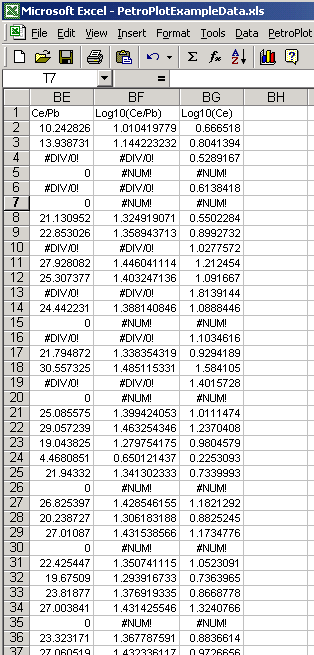 Microsoft Excel - PetroPlotExampleData.xls
File Edit View Insert Format Tools Data PetroPlot
T7 =
BE BF BG BH
1 Ce/Pb Log10(Ce/Pb) Log10(Ce)
2 10.242826 1.010419779 0.666518
3 13.938731 1.144223232 0.8041394
4 #DIV/0! #DIV/0! 0.5289167
5 0 #NUM! #NUM!
6 #DIV/0! #DIV/0! 0.6138418
7 0 #NUM! #NUM!
8 21.130952 1.324919071 0.5502284
9 22.853026 1.358943713 0.8992732
10 #DIV/0! #DIV/0! 1.0277572
11 27.928082 1.446041114 1.212454
12 25.307377 1.403247136 1.091667
13 #DIV/0! #DIV/0! 1.8139144
14 24.442231 1.388140846 1.0888446
15 0 #NUM! #NUM!
16 #DIV/0! #DIV/0! 1.1034616
17 21.794872 1.338354319 0.9294189
18 30.557325 1.485115331 1.584105
19 #DIV/0! #DIV/0! 1.4015728
20 0 #NUM! #NUM!
21 25.085575 1.399424053 1.0111474
22 29.057239 1.463254346 1.2370408
23 19.043825 1.279754175 0.9804579
24 4.4680851 0.650121437 0.2253093
25 21.94332 1.341302333 0.7339993
26 0 #NUM! #NUM!
27 26.825397 1.428546155 1.1821292
28 20.238727 1.306183188 0.8825245
29 27.01087 1.431538566 1.1734776
30 0 #NUM! #NUM!
31 22.425447 1.350741115 1.0523091
32 19.67509 1.293916733 0.7363965
33 23.81877 1.376919335 0.8668778
34 27.003841 1.431425546 1.3240766
35 0 #NUM! #NUM!
36 23.323171 1.367787591 0.8836614
37 27.060519 1.432336117 0.9726656